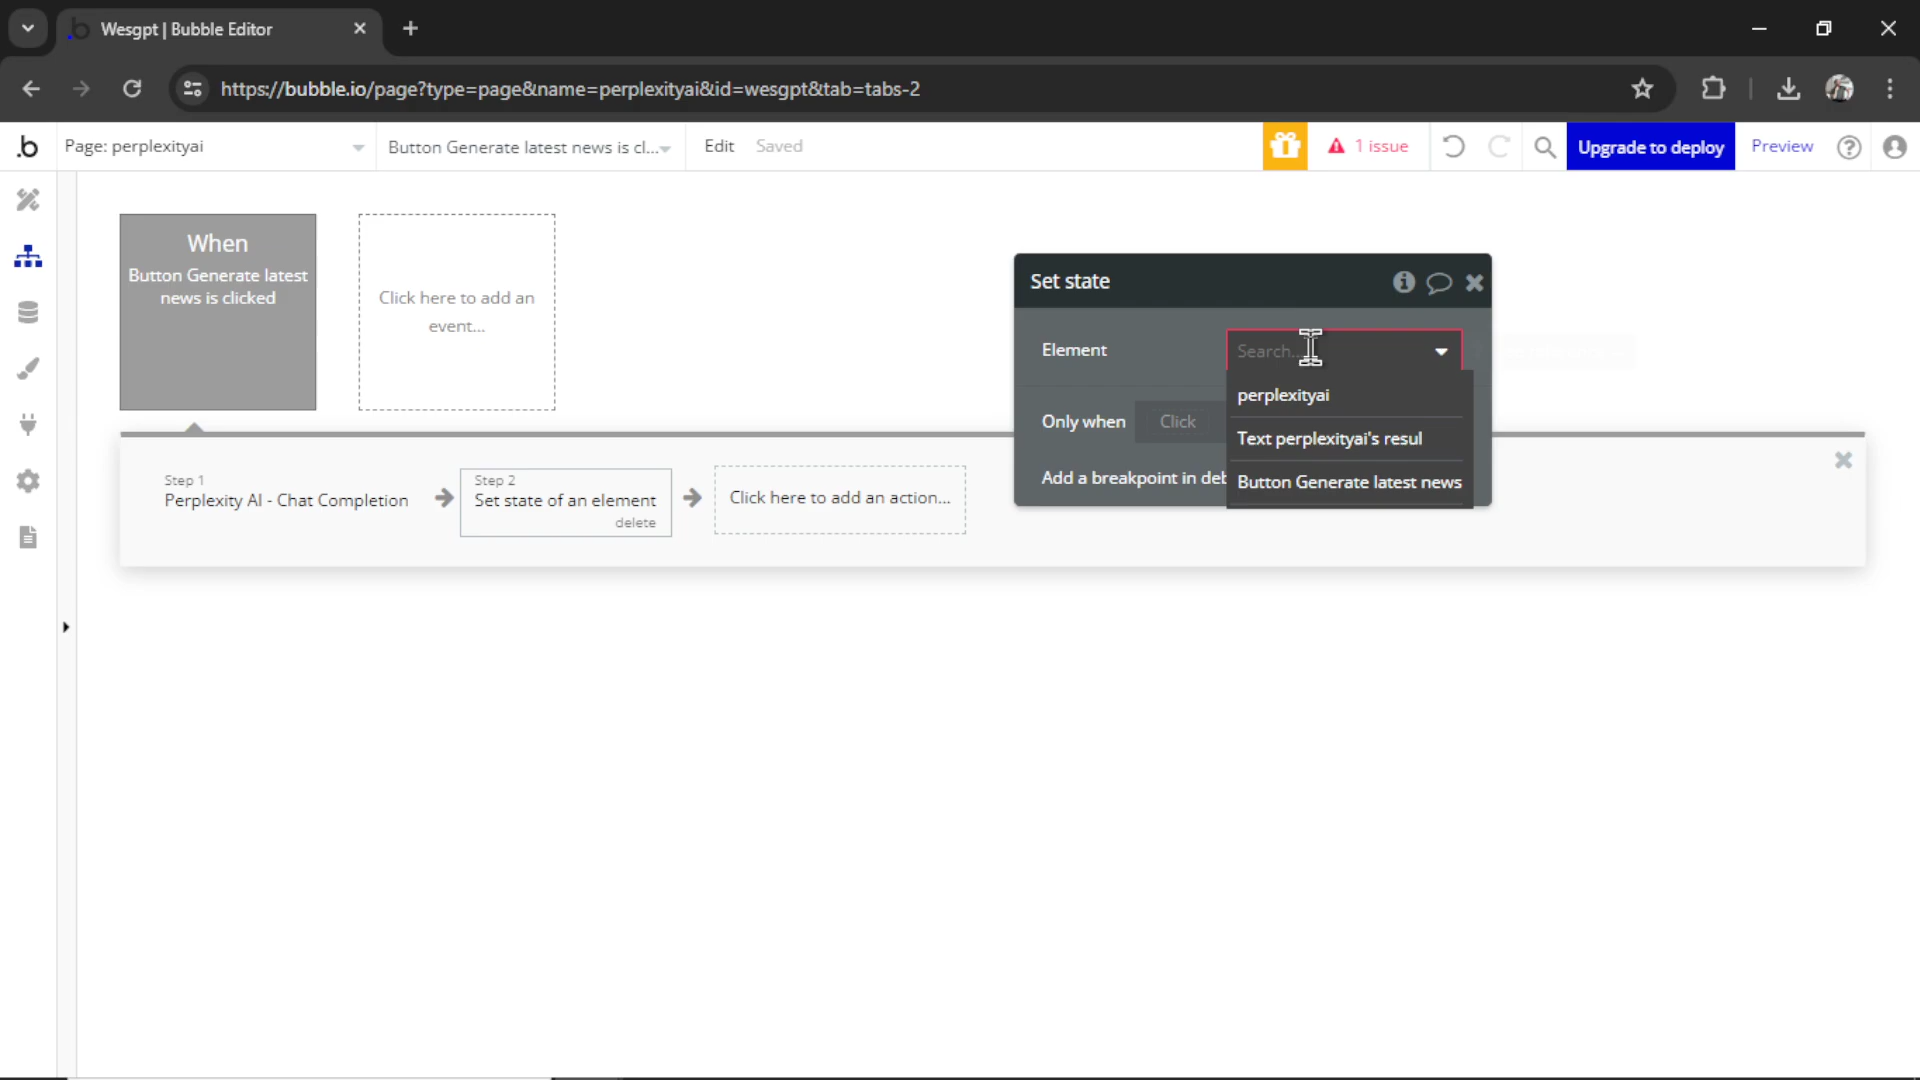 Wesgpt | Bubble Editor
https://bubble.io/page?type=page&name=perplexityai&id=wesgpt&tab=tabs-2
.b
Page: perplexityai
Button Generate latest news is cl...
Edit
Saved
1 issue
Upgrade to deploy
Preview
When
Button Generate latest
news is clicked
Click here to add an
event...
Set state
Element
Search...
perplexityai
Text perplexityai's resul
Button Generate latest news
Only when
Click
Add a breakpoint in deb
Step 1
Perplexity AI - Chat Completion
Step 2
Set state of an element
delete
Click here to add an action...